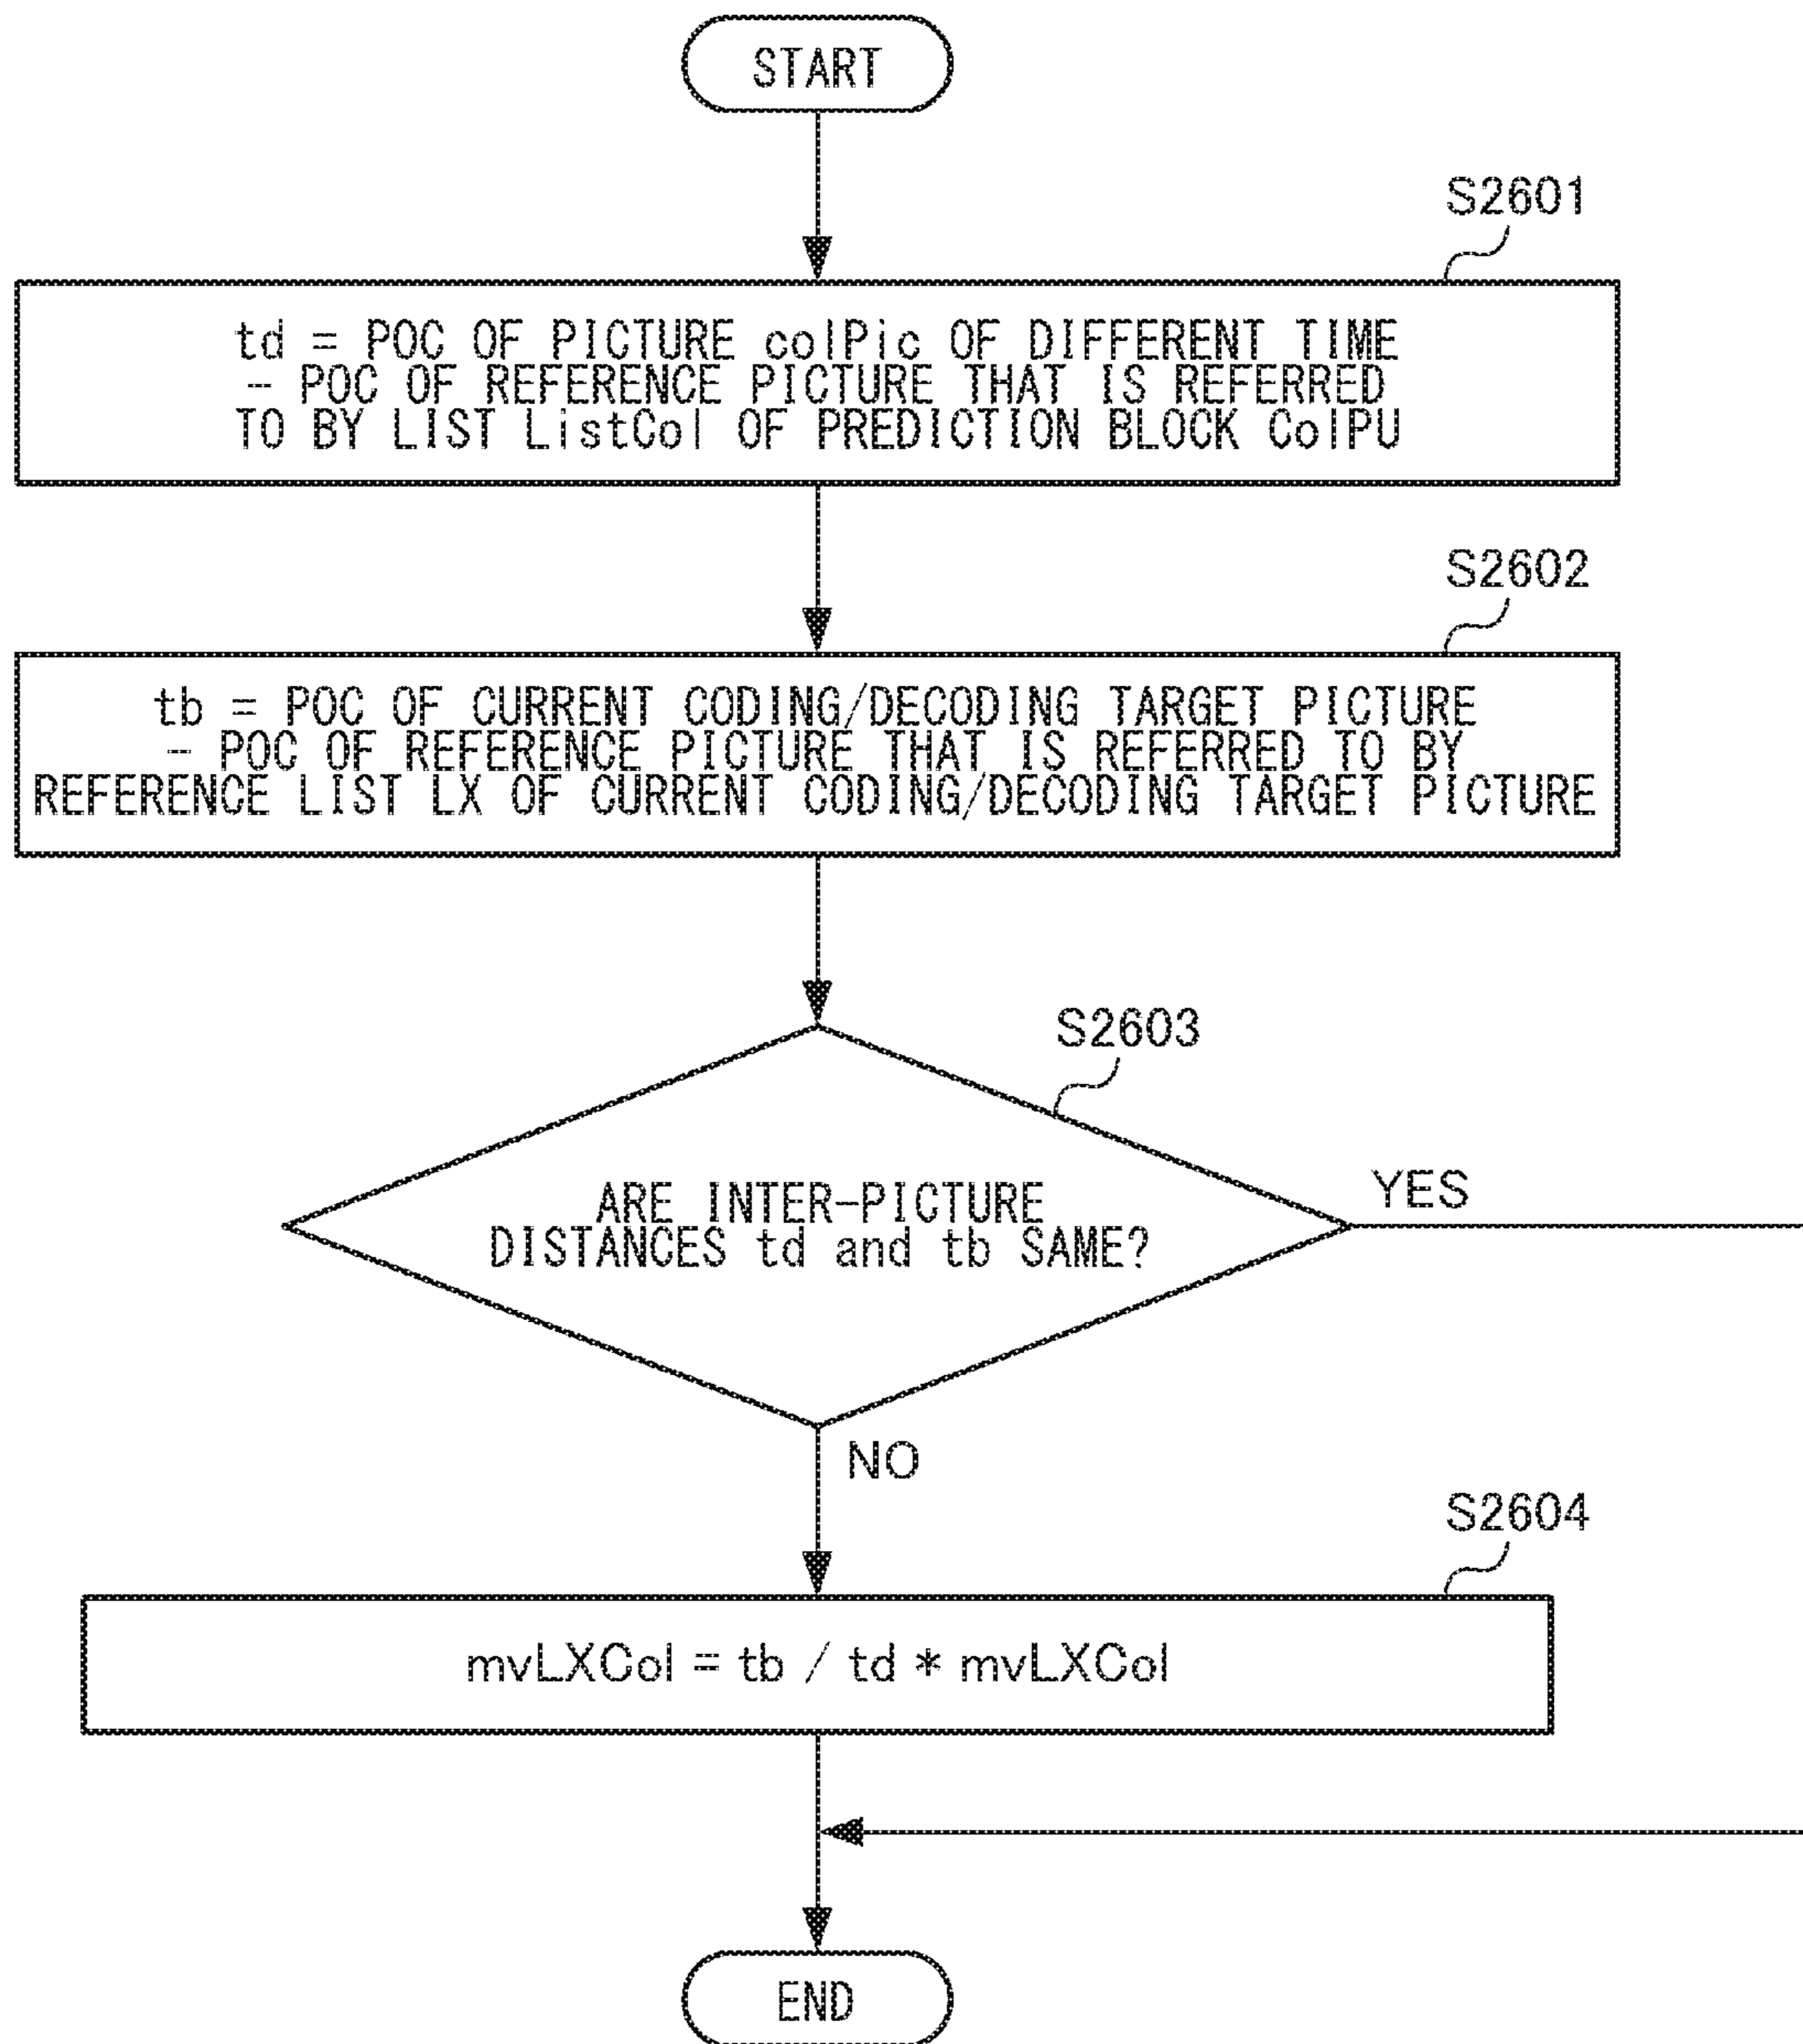 START
S2601
td = POC OF PICTURE colPic OF DIFFERENT TIME
- POC OF REFERENCE PICTURE THAT IS REFERRED
TO BY LIST ListCol OF PREDICTION BLOCK ColPU
S2602
tb = POC OF CURRENT CODING/DECODING TARGET PICTURE
- POC OF REFERENCE PICTURE THAT IS REFERRED TO BY
REFERENCE LIST LX OF CURRENT CODING/DECODING TARGET PICTURE
S2603
ARE INTER-PICTURE
DISTANCES td and tb SAME?
YES
NO
S2604
mvLXCol = tb / td * mvLXCol
END